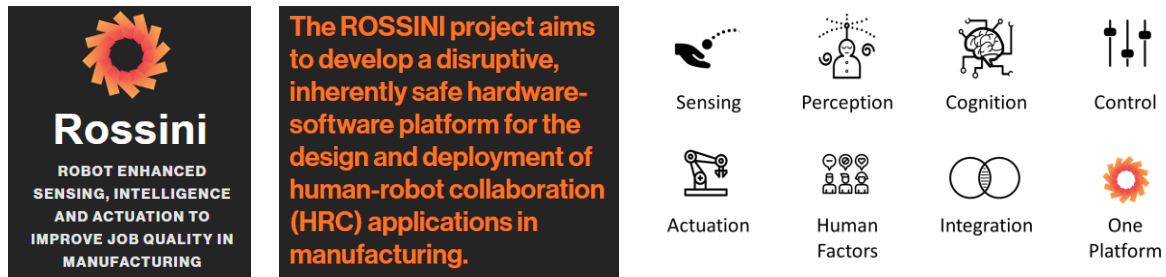 Rossini
ROBOT ENHANCED
SENSING, INTELLIGENCE
AND ACTUATION TO
IMPROVE JOB QUALITY IN
MANUFACTURING
The ROSSINI project aims
to develop a disruptive,
inherently safe hardware-
software platform for the
design and deployment of
human-robot collaboration
(HRC) applications in
manufacturing.
Sensing
Perception
Cognition
Control
Actuation
Human
Factors
Integration
One
Platform